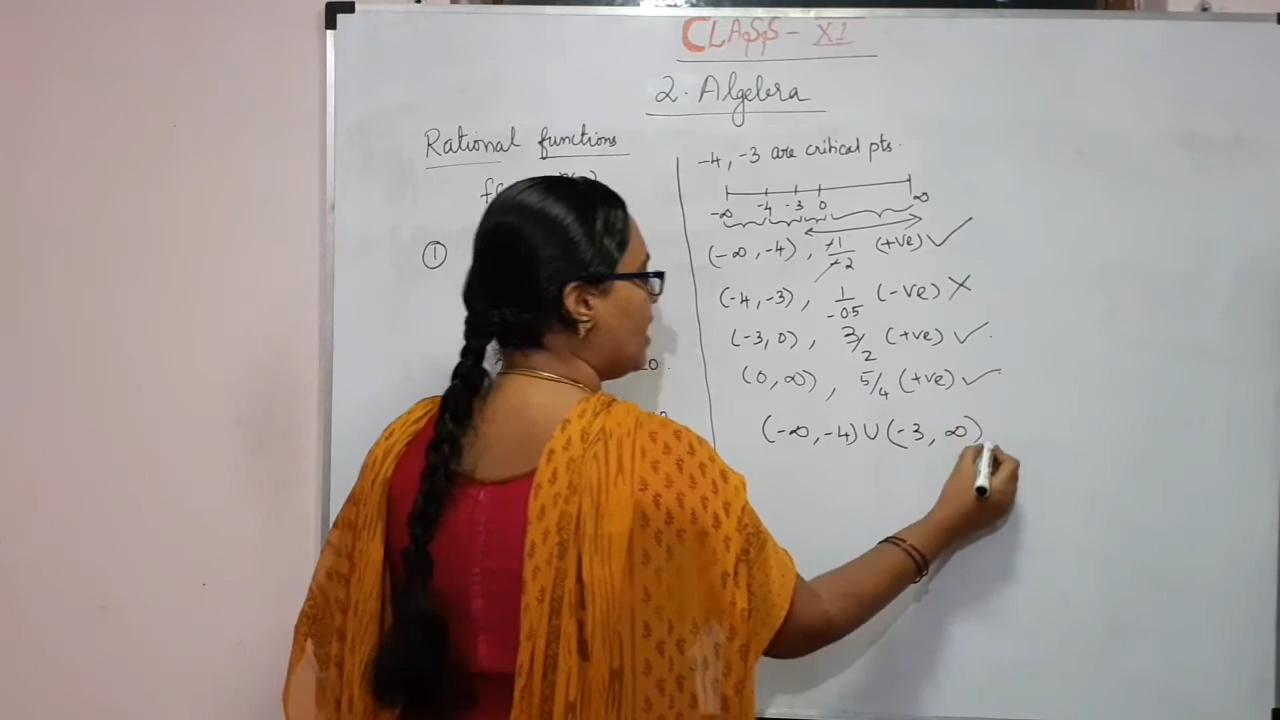 CLASS - XI
2. Algebra
Rational functions
①
-4, -3 are critical pts.
-∞ -4 -3 0 ∞
(-∞, -4), -1/-2 (+ve) ✓
(-4, -3), 1/-0.5 (-ve) X
(-3, 0), 3/2 (+ve) ✓
(0, ∞), 5/4 (+ve) ✓
(-∞, -4) ∪ (-3, ∞)